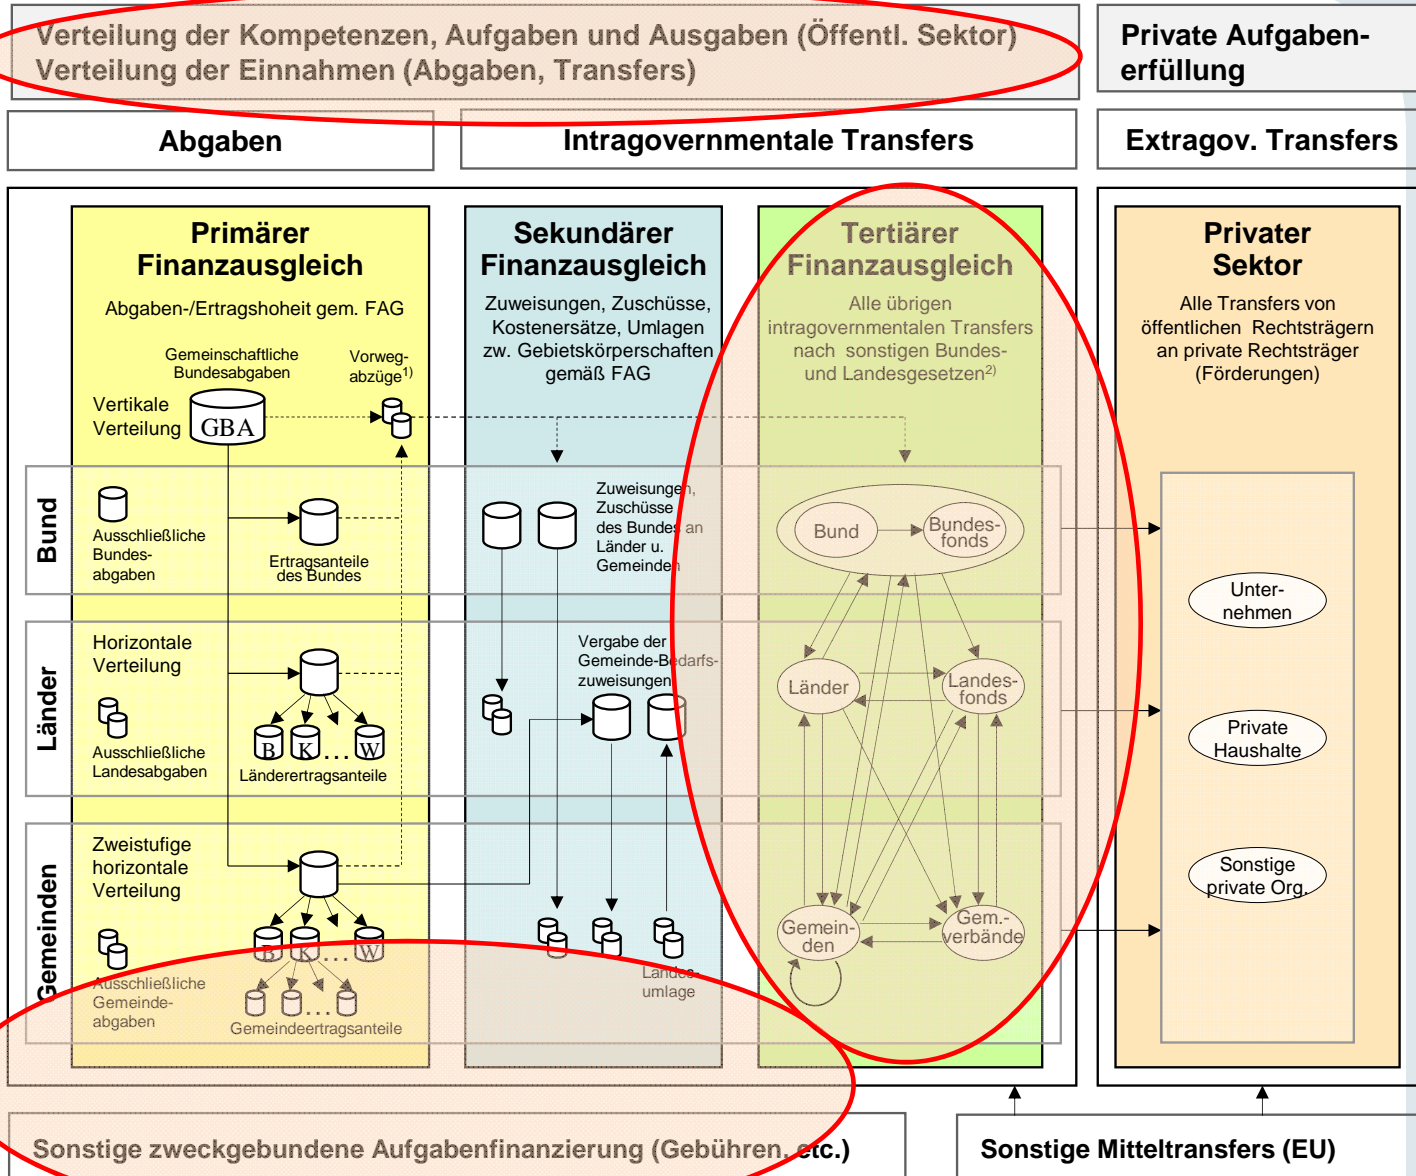 Verteilung der Kompetenzen, Aufgaben und Ausgaben (Öffentl. Sektor)
Verteilung der Einnahmen (Abgaben, Transfers)
Private Aufgaben-
erfüllung
Abgaben
Intragovernmentale Transfers
Extragov. Transfers
Primärer
Finanzausgleich
Abgaben-/Ertragshoheit gem. FAG
Gemeinschaftliche
Bundesabgaben
Vorweg-
abzüge1)
Vertikale
Verteilung
GBA
Sekundärer
Finanzausgleich
Zuweisungen, Zuschüsse,
Kostenersätze, Umlagen
zw. Gebietskörperschaften
gemäß FAG
Tertiärer
Finanzausgleich
Alle übrigen
intragovernmentalen Transfers
nach sonstigen Bundes-
und Landesgesetzen2)
Privater
Sektor
Alle Transfers von
öffentlichen Rechtsträgern
an private Rechtsträger
(Förderungen)
Bund
Ausschließliche
Bundes-
abgaben
Ertragsanteile
des Bundes
Zuweisungen,
Zuschüsse
des Bundes an
Länder u.
Gemeinden
Bund
Bundes-
fonds
Unter-
nehmen
Länder
Horizontale
Verteilung
Ausschließliche
Landesabgaben
B K ... W
Länderertragsanteile
Vergabe der
Gemeinde-Bedarfs-
zuweisungen
Länder
Landes-
fonds
Private
Haushalte
Gemeinden
Zweistufige
horizontale
Verteilung
B K ... W
Ausschließliche
Gemeinde-
abgaben
...
Gemeindeertragsanteile
Landes-
umlage
Gemein-
den
Gem.-
verbände
Sonstige
private Org.
Sonstige zweckgebundene Aufgabenfinanzierung (Gebühren, etc.)
Sonstige Mitteltransfers (EU)